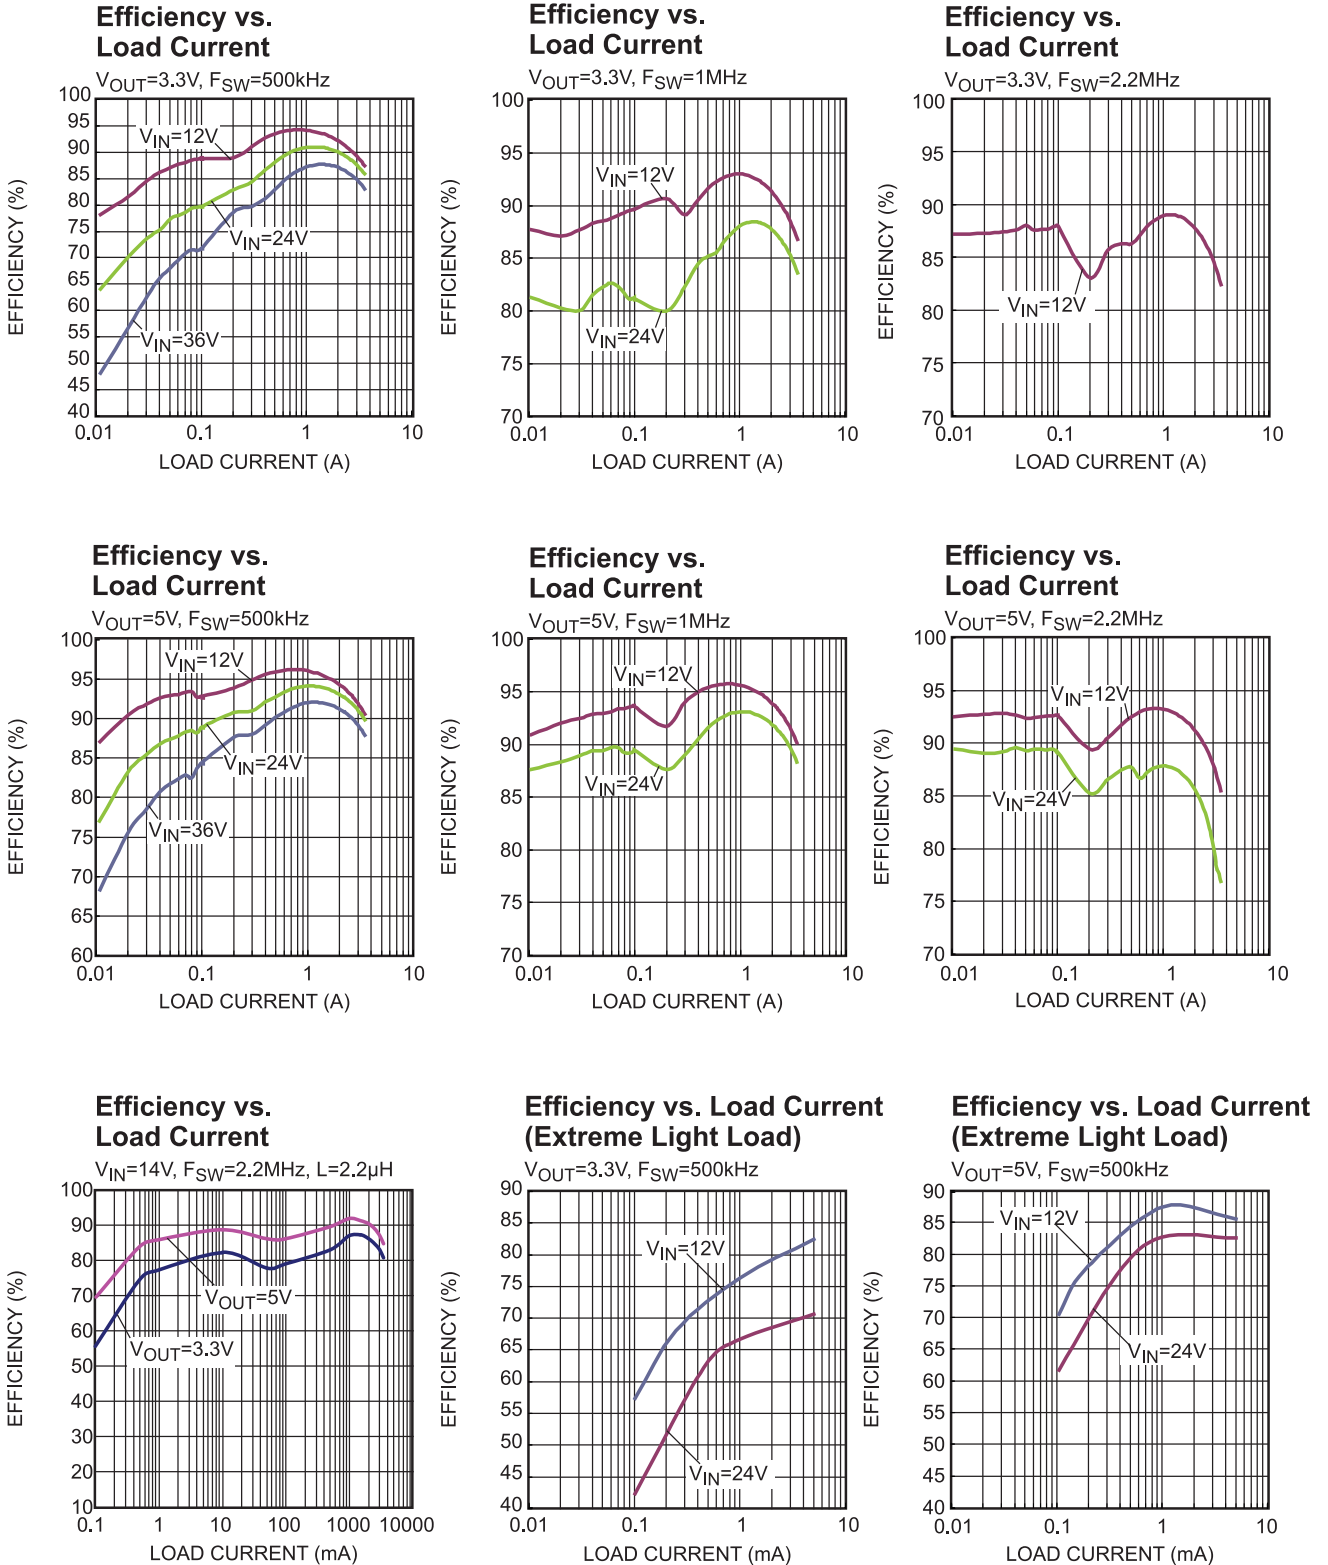 Efficiency vs.
Load Current
VOUT=3.3V, FSW=500kHz
EFFICIENCY (%)
100
95
90
85
80
75
70
65
60
55
50
45
40
VIN=12V
VIN=24V
VIN=36V
0.01 0.1 1 10
LOAD CURRENT (A)
Efficiency vs.
Load Current
VOUT=3.3V, FSW=1MHz
EFFICIENCY (%)
100
95
90
85
80
75
70
VIN=12V
VIN=24V
0.01 0.1 1 10
LOAD CURRENT (A)
Efficiency vs.
Load Current
VOUT=3.3V, FSW=2.2MHz
EFFICIENCY (%)
100
95
90
85
80
75
70
VIN=12V
0.01 0.1 1 10
LOAD CURRENT (A)
Efficiency vs.
Load Current
VOUT=5V, FSW=500kHz
EFFICIENCY (%)
100
95
90
85
80
75
70
65
60
VIN=12V
VIN=24V
VIN=36V
0.01 0.1 1 10
LOAD CURRENT (A)
Efficiency vs.
Load Current
VOUT=5V, FSW=1MHz
EFFICIENCY (%)
100
95
90
85
80
75
70
VIN=12V
VIN=24V
0.01 0.1 1 10
LOAD CURRENT (A)
Efficiency vs.
Load Current
VOUT=5V, FSW=2.2MHz
EFFICIENCY (%)
100
95
90
85
80
75
70
VIN=12V
VIN=24V
0.01 0.1 1 10
LOAD CURRENT (A)
Efficiency vs.
Load Current
VIN=14V, FSW=2.2MHz, L=2.2µH
EFFICIENCY (%)
100
90
80
70
60
50
40
30
20
10
VOUT=5V
VOUT=3.3V
0.1 1 10 100 1000 10000
LOAD CURRENT (mA)
Efficiency vs. Load Current
(Extreme Light Load)
VOUT=3.3V, FSW=500kHz
EFFICIENCY (%)
90
85
80
75
70
65
60
55
50
45
40
VIN=12V
VIN=24V
0.01 0.1 1 10
LOAD CURRENT (mA)
Efficiency vs. Load Current
(Extreme Light Load)
VOUT=5V, FSW=500kHz
EFFICIENCY (%)
90
85
80
75
70
65
60
55
50
45
40
VIN=12V
VIN=24V
0.01 0.1 1 10
LOAD CURRENT (mA)